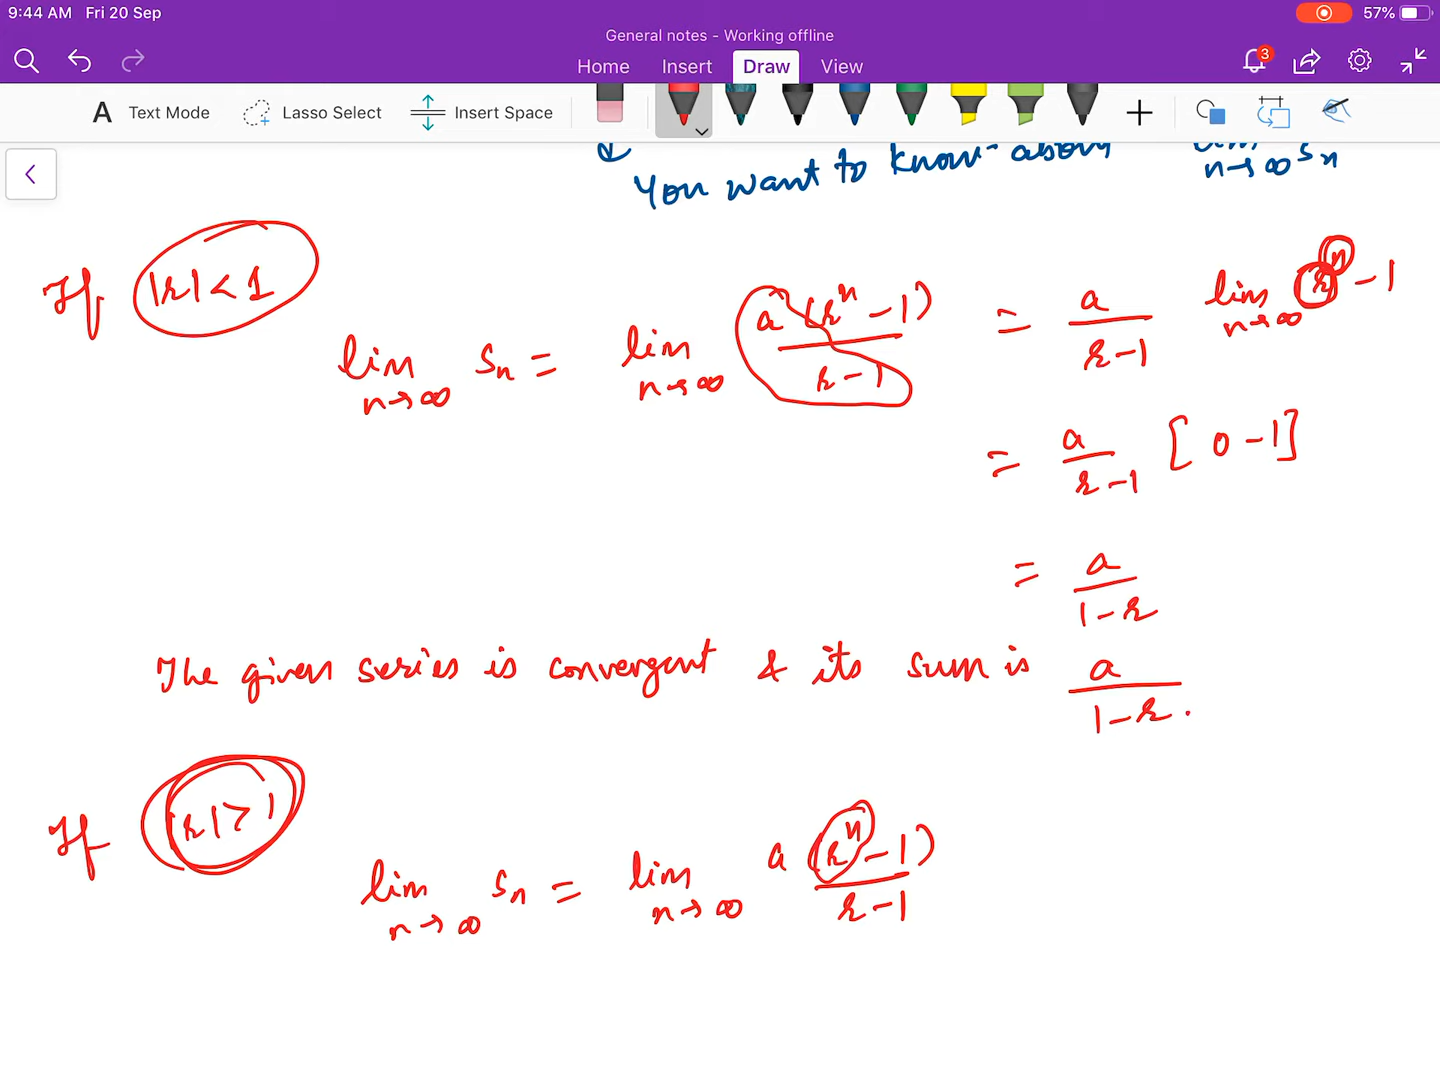 9:44 AM Fri 20 Sep
57%
General notes - Working offline
Home Insert Draw View
3
A Text Mode Lasso Select Insert Space
You want to know about lim n→∞ Sn
If |r| < 1
lim n→∞ Sn = lim n→∞ a (r^n - 1) / r - 1 = a / r - 1 lim n→∞ r^n - 1
= a / r - 1 [ 0 - 1 ]
= a / 1 - r
The given series is convergent & its sum is a / 1 - r .
If |r| > 1
lim n→∞ Sn = lim n→∞ a (r^n - 1) / r - 1